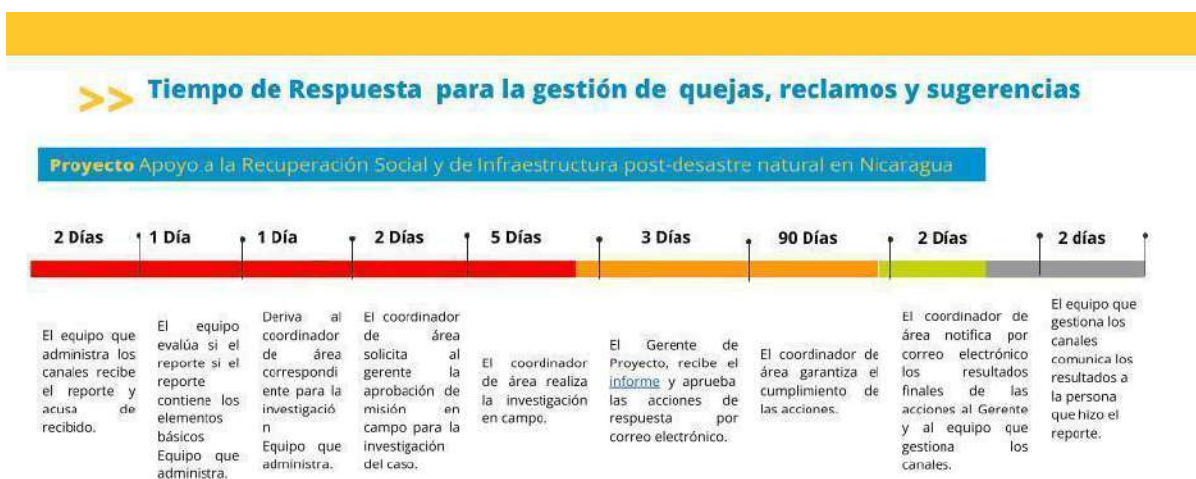 >> Tiempo de Respuesta para la gestión de quejas, reclamos y sugerencias
Proyecto Apoyo a la Recuperación Social y de Infraestructura post-desastre natural en Nicaragua
2 Días
1 Día
1 Día
2 Días
5 Días
3 Días
90 Días
2 Días
2 días
El equipo que
administra los
canales recibe
el reporte y
acusa de
recibido.
El equipo
evalúa si el
reporte si el
reporte
contiene los
elementos
básicos
Equipo que
administra.
Deriva al
coordinador
de área
correspondi
ente para la
investigació
n
Equipo que
administra.
El coordinador
de área
solicita al
gerente la
aprobación de
misión en
campo para la
investigación
del caso.
El coordinador
de área realiza
la investigación
en campo.
El Gerente de
Proyecto, recibe el
informe y aprueba
las acciones de
respuesta por
correo electrónico.
El coordinador de
área garantiza el
cumplimiento de
las acciones.
El coordinador de
área notifica por
correo electrónico
los resultados
finales de las
acciones al Gerente
y al equipo que
gestiona los
canales.
El equipo que
gestiona los
canales
comunica los
resultados a
la persona
que hizo el
reporte.